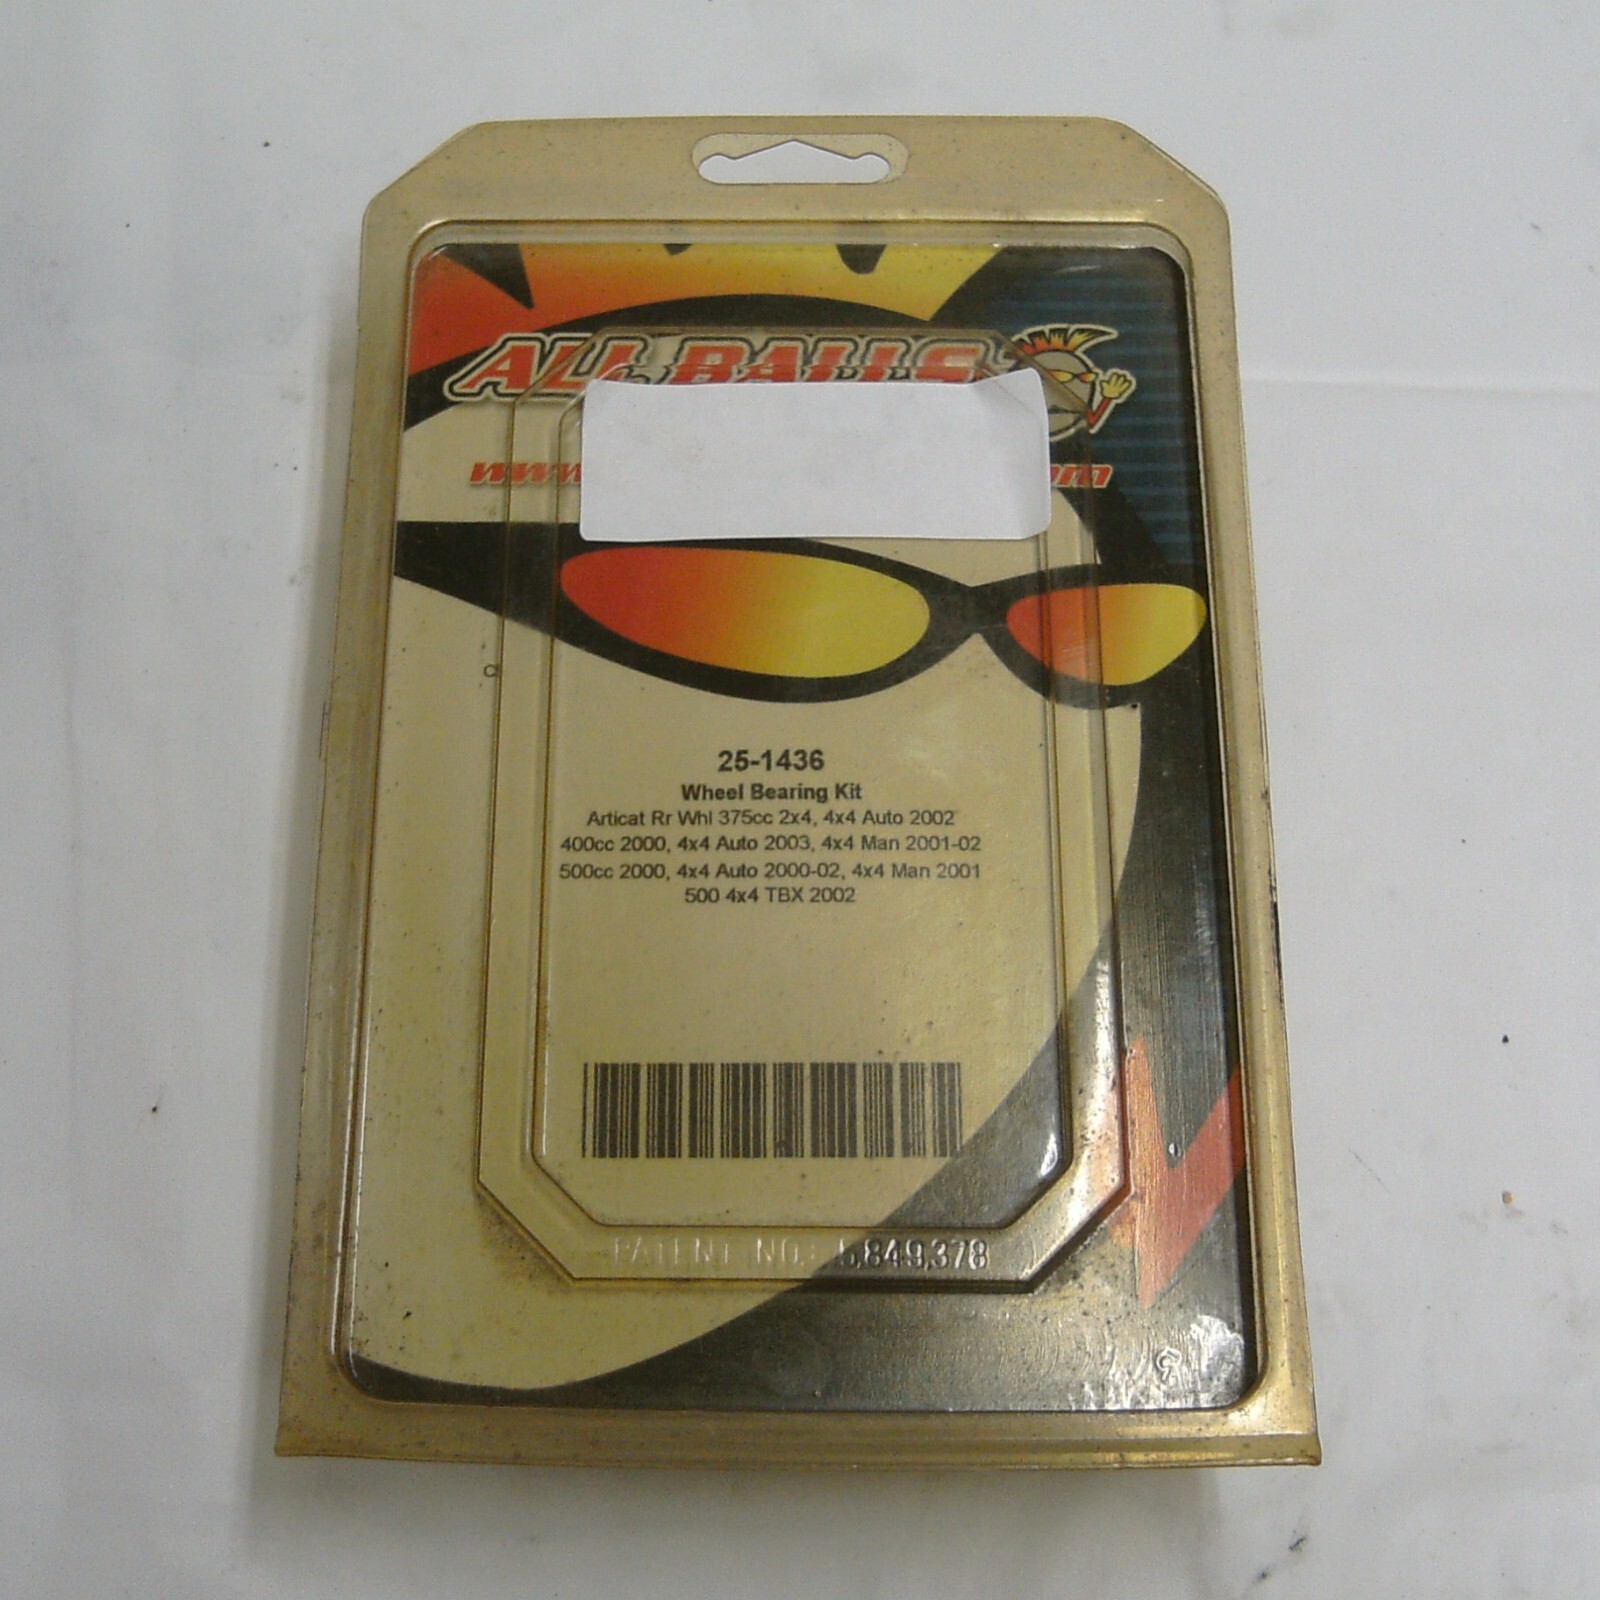 ALL BALLS
www
om
25-1436
Wheel Bearing Kit
Articat Rr Whl 375cc 2x4, 4x4 Auto 2002
400cc 2000, 4x4 Auto 2003, 4x4 Man 2001-02
500cc 2000, 4x4 Auto 2000-02, 4x4 Man 2001
500 4x4 TBX 2002
PATENT NO. 5,849,378